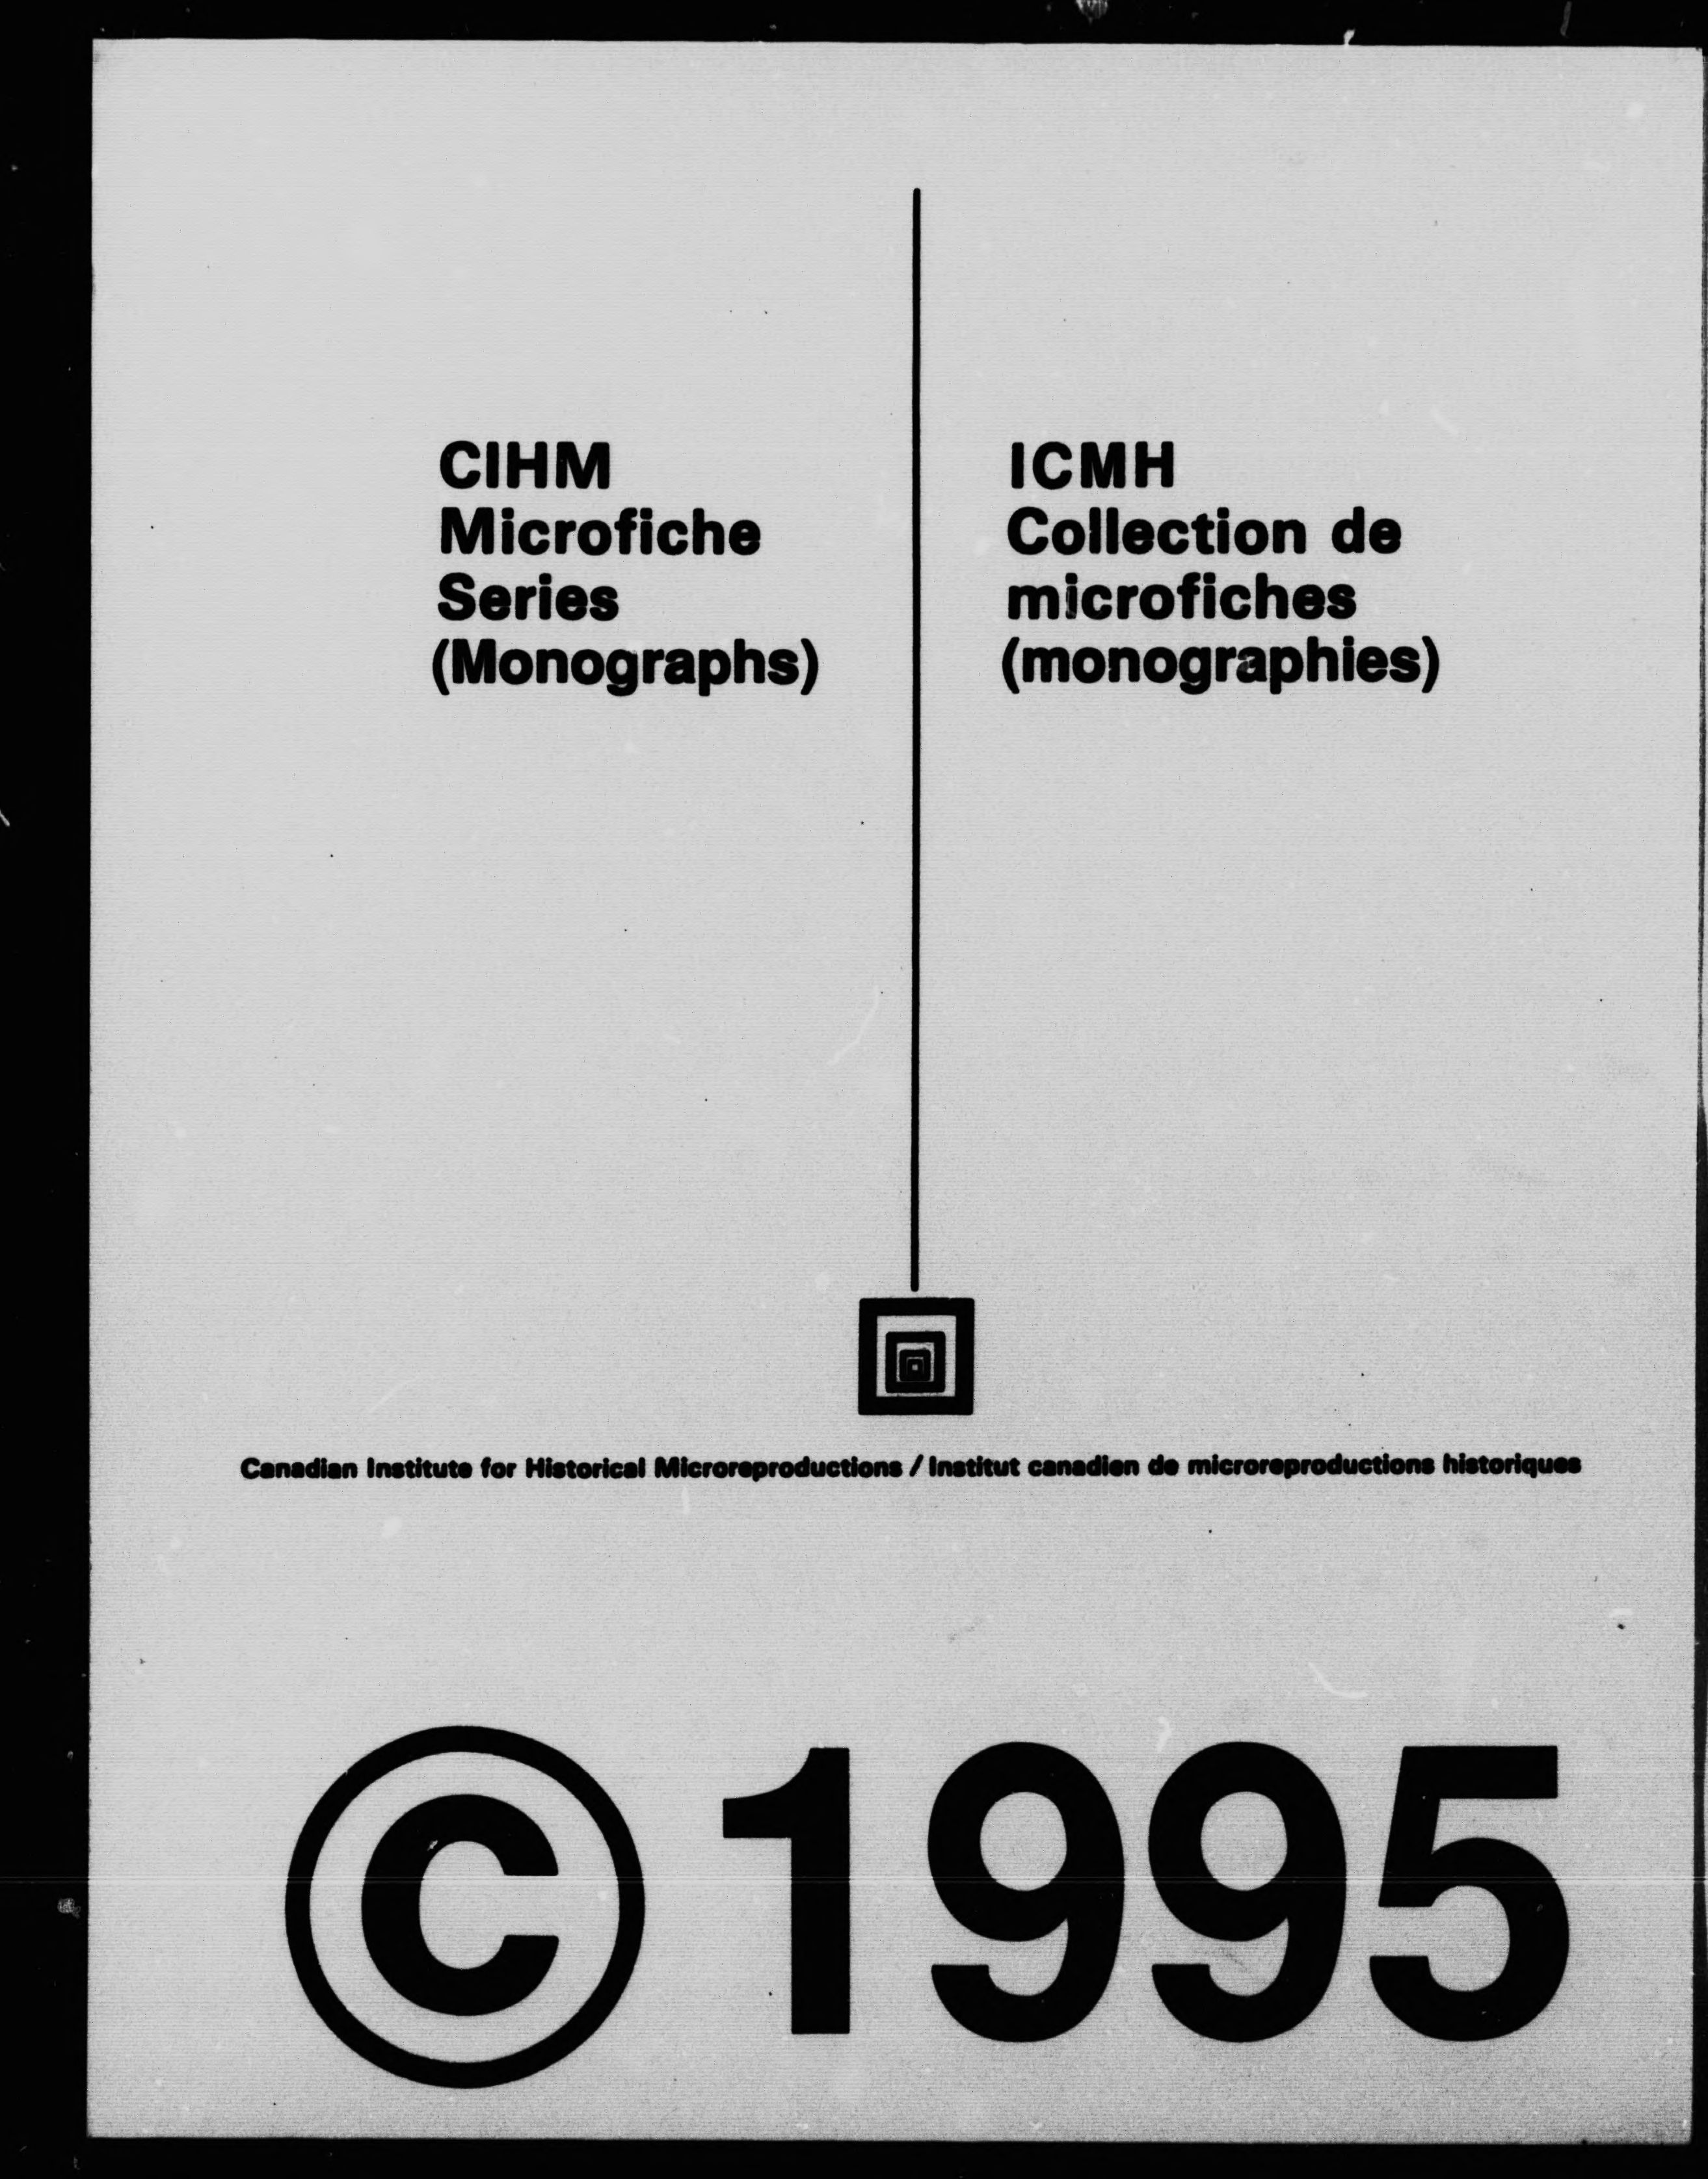 CIHM
Microfiche
Series
(Monographs)
ICMH
Collection de
microfiches
(monographies)
Canadian Institute for Historical Microreproductions / Institut canadien de microreproductions historiques
© 1995